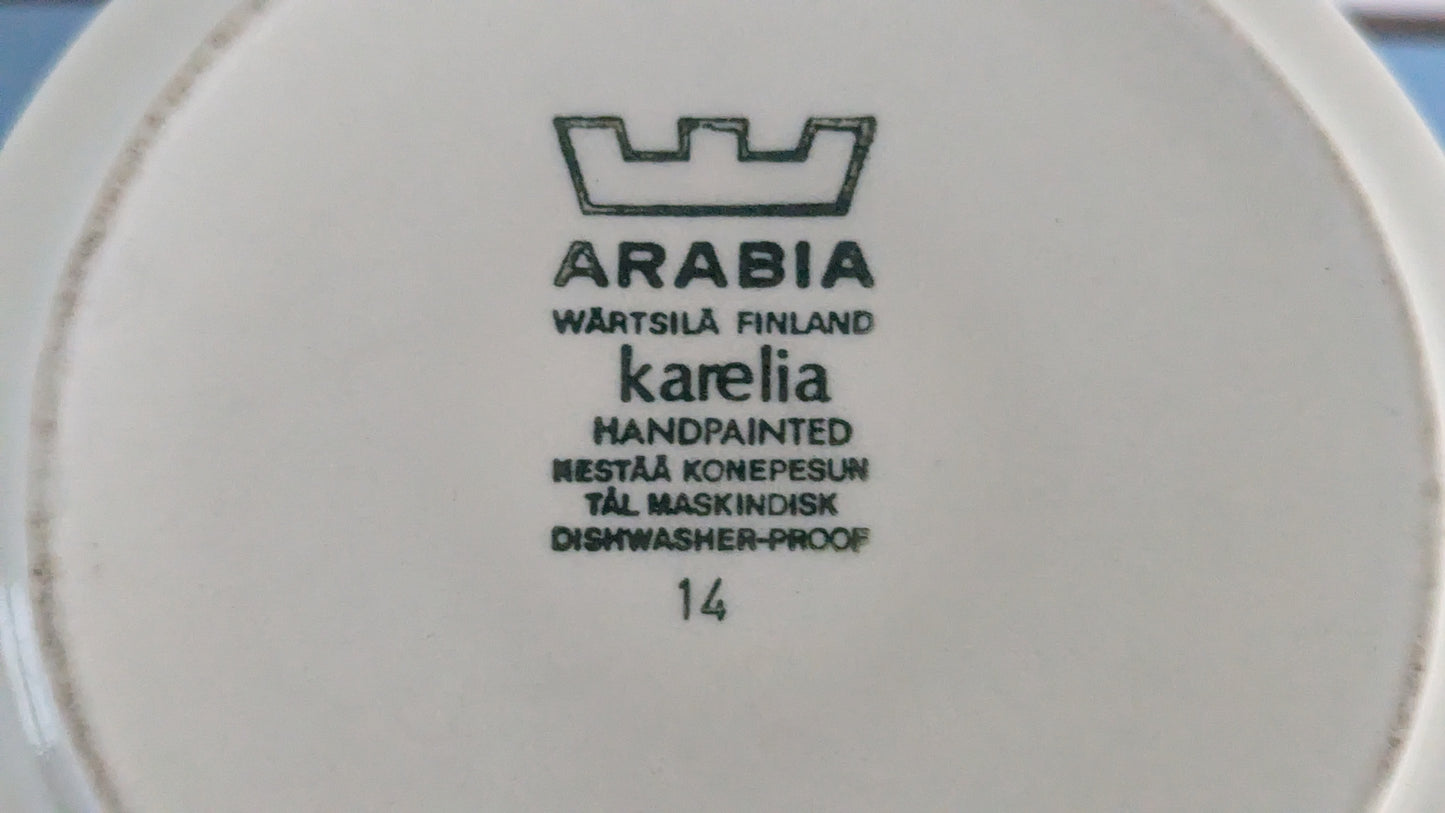 ARABIA
WÄRTSILÄ FINLAND
karelia
HANDPAINTED
KESTÄÄ KONEPESUN
TÅL MASKINDISK
DISHWASHER-PROOF
14